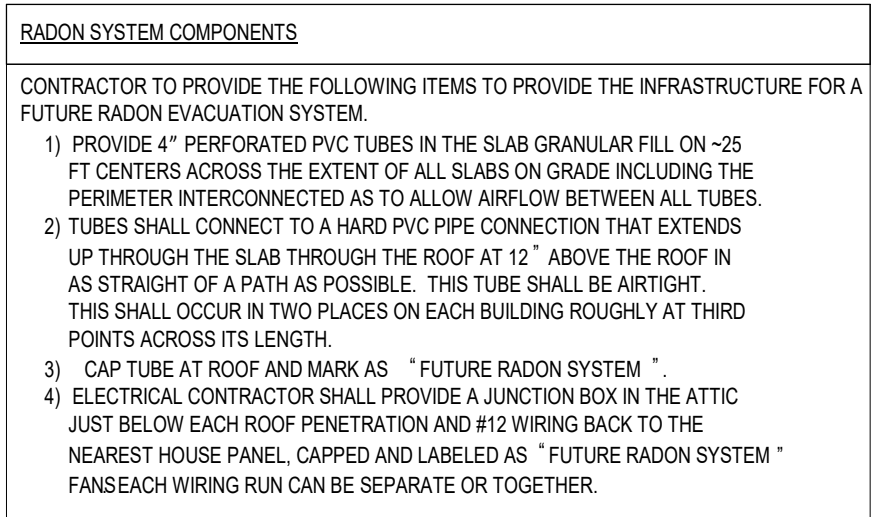 RADON SYSTEM COMPONENTS
CONTRACTOR TO PROVIDE THE FOLLOWING ITEMS TO PROVIDE THE INFRASTRUCTURE FOR A
FUTURE RADON EVACUATION SYSTEM.
1) PROVIDE 4" PERFORATED PVC TUBES IN THE SLAB GRANULAR FILL ON ~25
FT CENTERS ACROSS THE EXTENT OF ALL SLABS ON GRADE INCLUDING THE
PERIMETER INTERCONNECTED AS TO ALLOW AIRFLOW BETWEEN ALL TUBES.
2) TUBES SHALL CONNECT TO A HARD PVC PIPE CONNECTION THAT EXTENDS
UP THROUGH THE SLAB THROUGH THE ROOF AT 12 ” ABOVE THE ROOF IN
AS STRAIGHT OF A PATH AS POSSIBLE. THIS TUBE SHALL BE AIRTIGHT.
THIS SHALL OCCUR IN TWO PLACES ON EACH BUILDING ROUGHLY AT THIRD
POINTS ACROSS ITS LENGTH.
3) CAP TUBE AT ROOF AND MARK AS “ FUTURE RADON SYSTEM ”.
4) ELECTRICAL CONTRACTOR SHALL PROVIDE A JUNCTION BOX IN THE ATTIC
JUST BELOW EACH ROOF PENETRATION AND #12 WIRING BACK TO THE
NEAREST HOUSE PANEL, CAPPED AND LABELED AS “ FUTURE RADON SYSTEM ”
FANS.EACH WIRING RUN CAN BE SEPARATE OR TOGETHER.